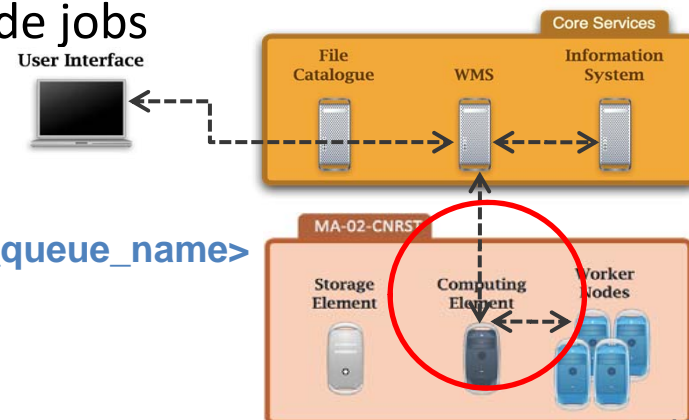 de jobs
User Interface
Core Services
File
Catalogue
WMS
Information
System
queue_name>
MA-02-CNRST
Storage
Element
Computing
Element
Worker
Nodes